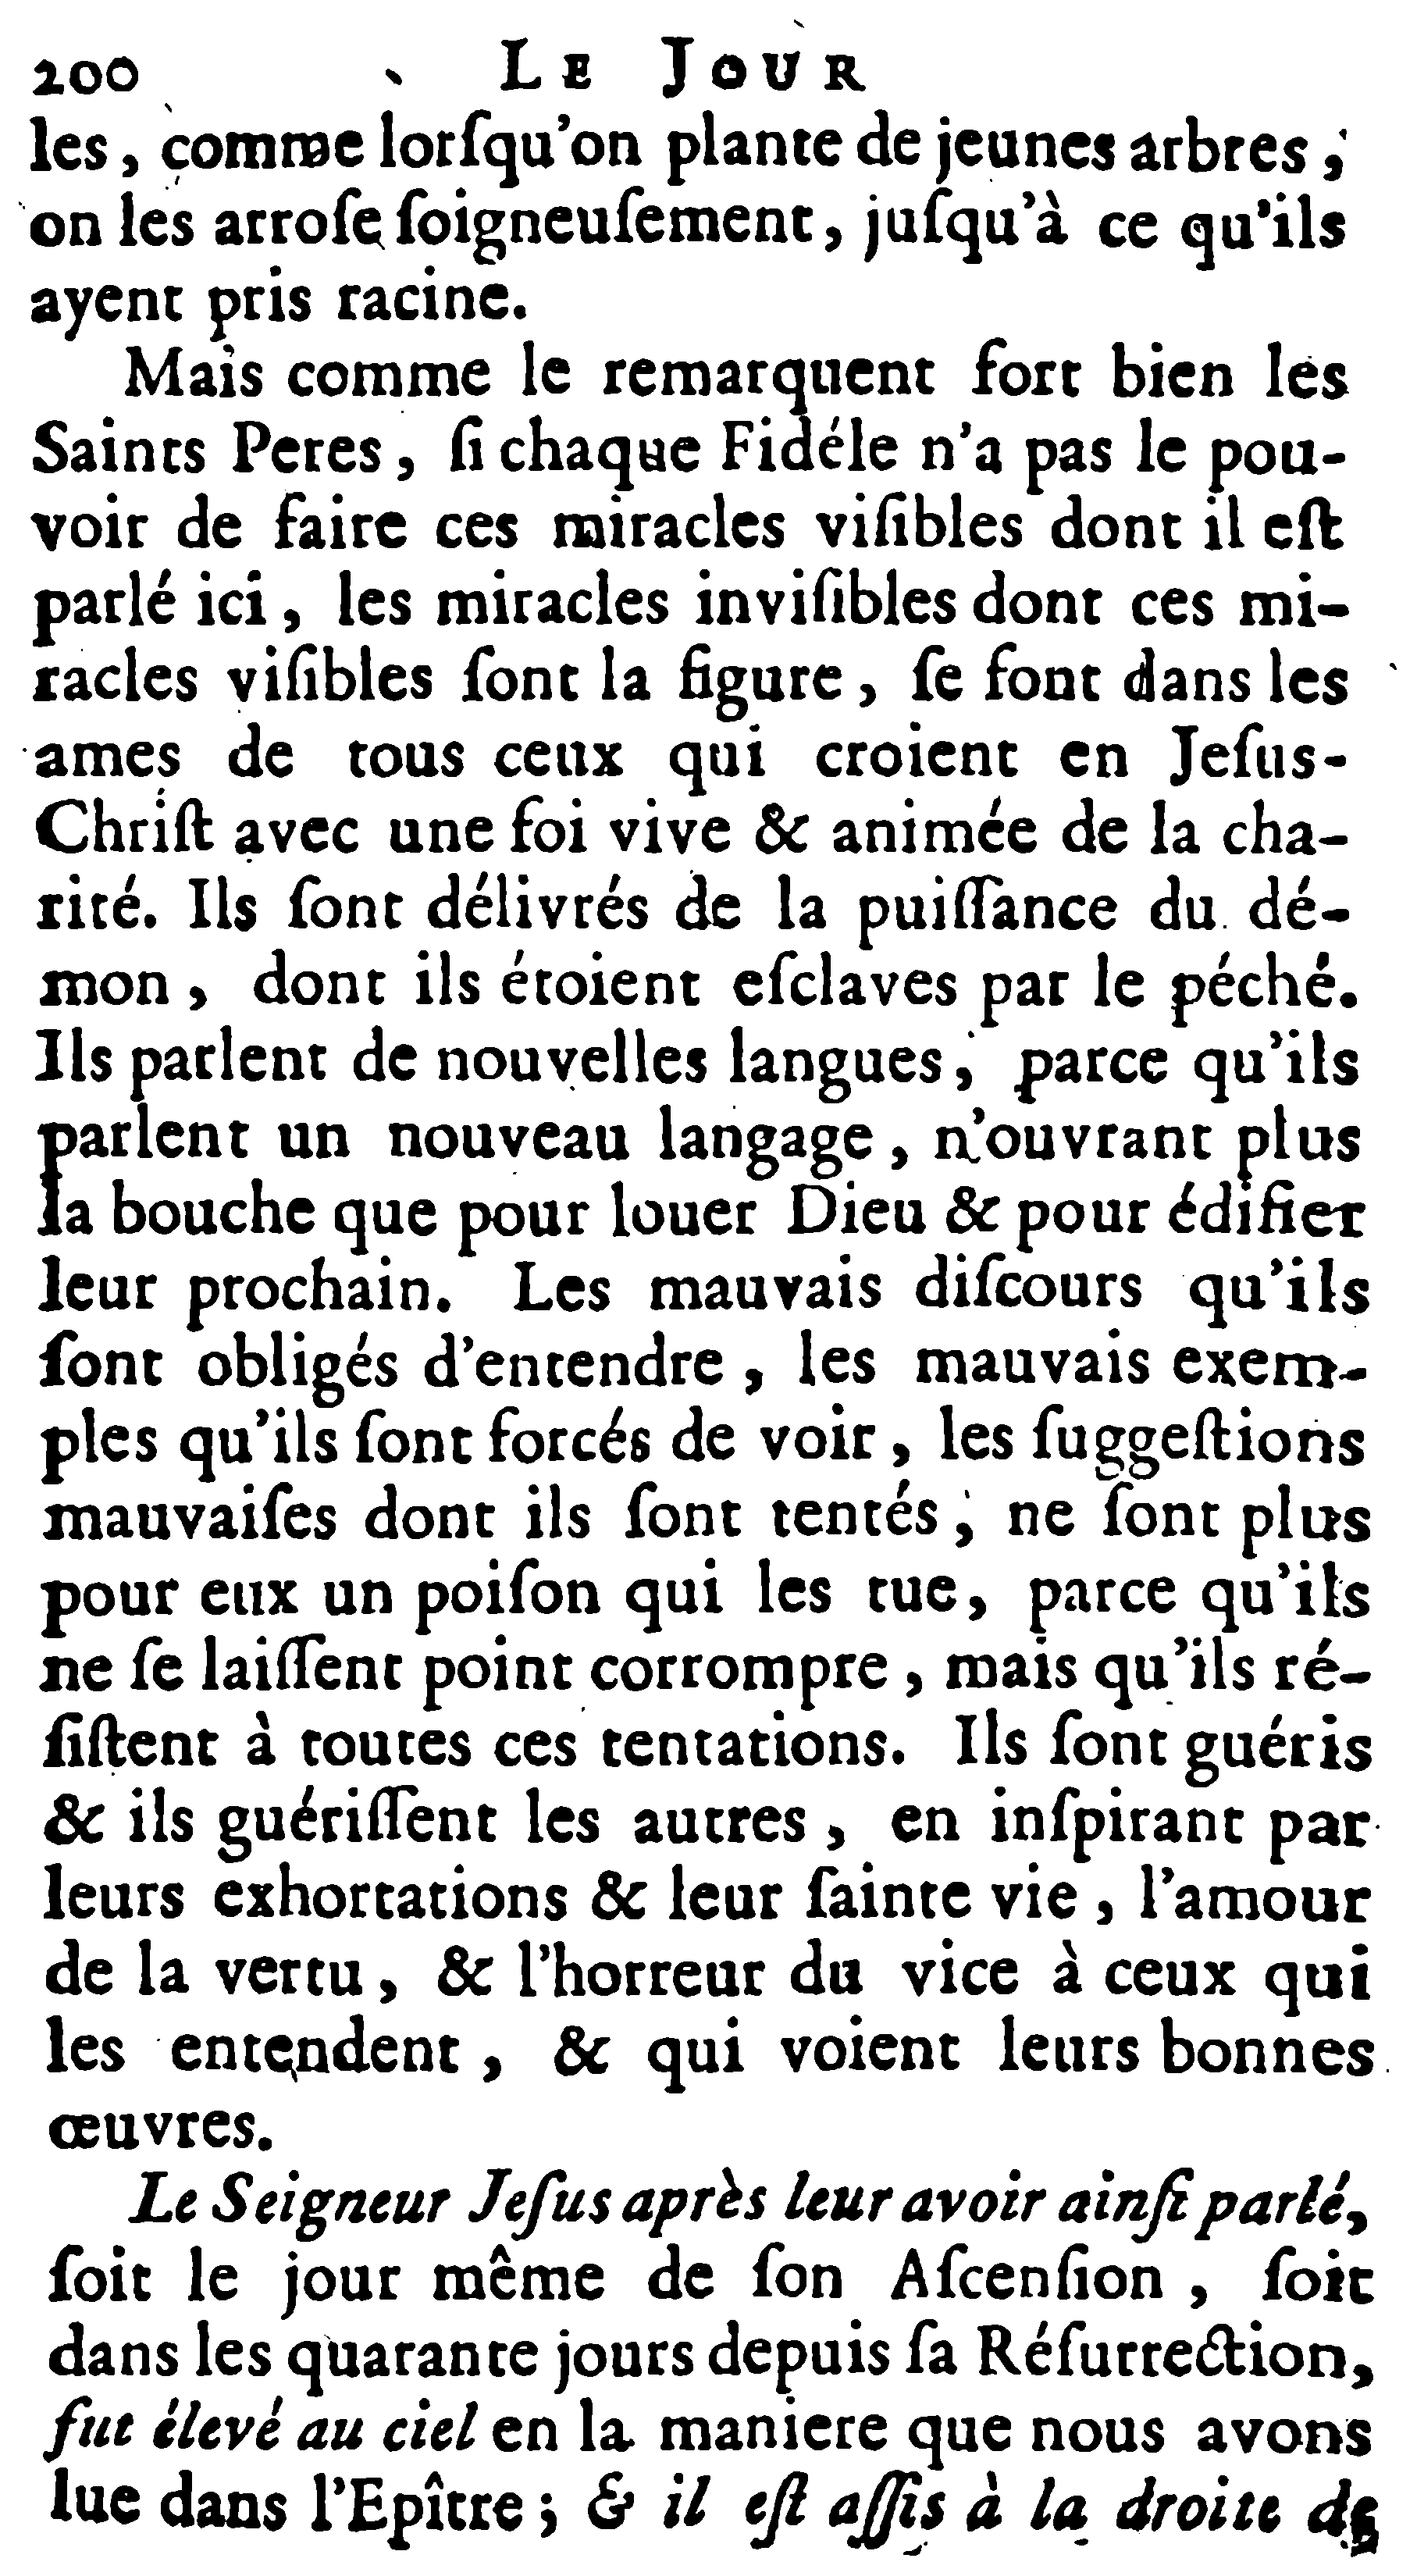 200 LE JOUR
les, comme lorſqu'on plante de jeunes arbres,
on les arroſe ſoigneuſement, juſqu'à ce qu'ils
ayent pris racine.
Mais comme le remarquent fort bien les
Saints Peres, ſi chaque Fidéle n'a pas le pou-
voir de faire ces miracles viſibles dont il eſt
parlé ici, les miracles inviſibles dont ces mi-
racles viſibles ſont la figure, ſe font dans les
ames de tous ceux qui croient en Jeſus-
Chriſt avec une foi vive & animée de la cha-
rité. Ils ſont délivrés de la puiſſance du dé-
mon, dont ils étoient eſclaves par le péché.
Ils parlent de nouvelles langues, parce qu'ils
parlent un nouveau langage, n'ouvrant plus
la bouche que pour louer Dieu & pour édifier
leur prochain. Les mauvais diſcours qu'ils
ſont obligés d'entendre, les mauvais exem-
ples qu'ils ſont forcés de voir, les ſuggeſtions
mauvaiſes dont ils ſont tentés, ne ſont plus
pour eux un poiſon qui les tue, parce qu'ils
ne ſe laiſſent point corrompre, mais qu'ils ré-
ſiſtent à toutes ces tentations. Ils ſont guéris
& ils guériſſent les autres, en inſpirant par
leurs exhortations & leur ſainte vie, l'amour
de la vertu, & l'horreur du vice à ceux qui
les entendent, & qui voient leurs bonnes
œuvres.
Le Seigneur Jeſus après leur avoir ainſi parlé,
ſoit le jour même de ſon Aſcenſion, ſoit
dans les quarante jours depuis ſa Réſurrection,
fut élevé au ciel en la maniere que nous avons
lue dans l'Epître; & il eſt aſſis à la droite de